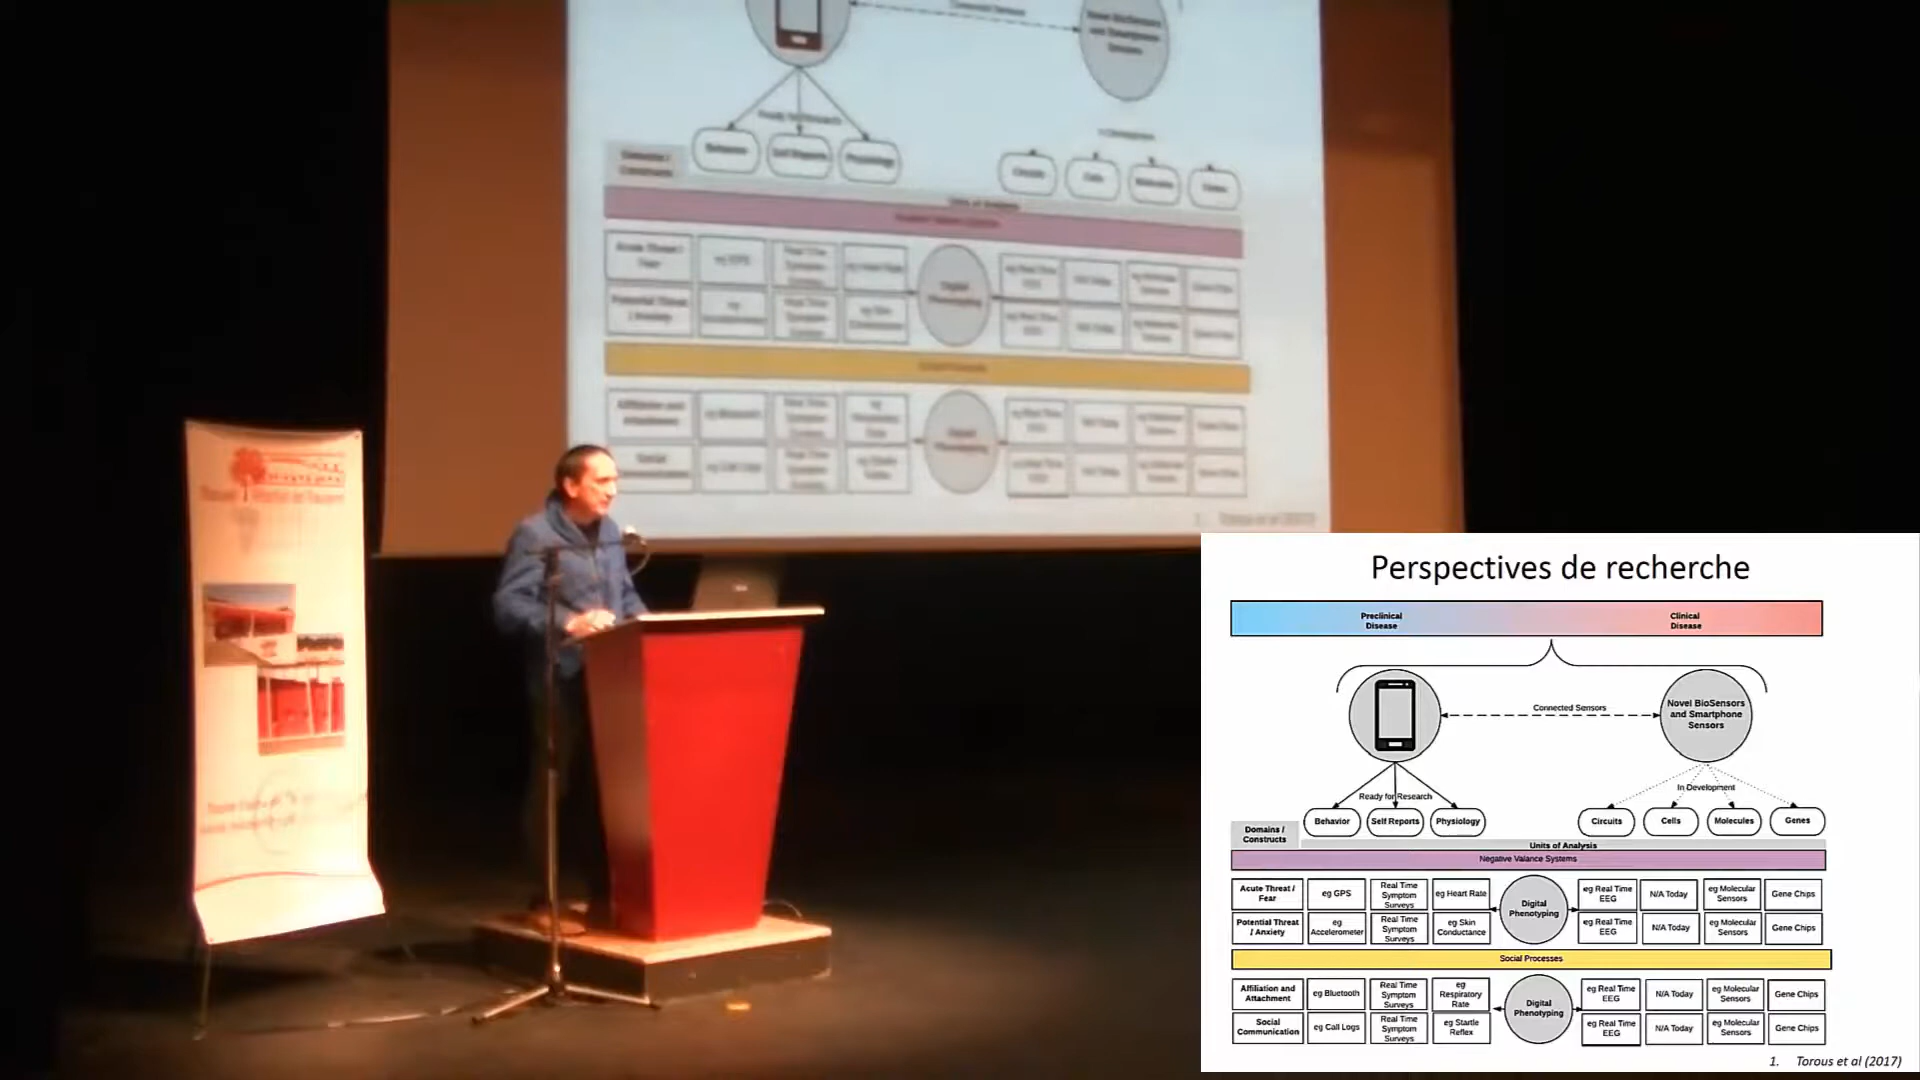 Perspectives de recherche
Preclinical
Disease
Clinical
Disease
Connected Sensors
Novel BioSensors
and Smartphone
Sensors
Ready for Research
In Development
Behavior
Self Reports
Physiology
Circuits
Cells
Molecules
Genes
Domains /
Constructs
Units of Analysis
Negative Valance Systems
Acute Threat /
Fear
eg GPS
Real Time
Symptom
Surveys
eg Heart Rate
Digital
Phenotyping
eg Real Time
EEG
N/A Today
eg Molecular
Sensors
Gene Chips
Potential Threat
/ Anxiety
eg
Accelerometer
Real Time
Symptom
Surveys
eg Skin
Conductance
eg Real Time
EEG
N/A Today
eg Molecular
Sensors
Gene Chips
Social Processes
Affiliation and
Attachment
eg Bluetooth
Real Time
Symptom
Surveys
eg
Respiratory
Rate
Digital
Phenotyping
eg Real Time
EEG
N/A Today
eg Molecular
Sensors
Gene Chips
Social
Communication
eg Call Logs
Real Time
Symptom
Surveys
eg Startle
Reflex
eg Real Time
EEG
N/A Today
eg Molecular
Sensors
Gene Chips
1. Torous et al (2017)